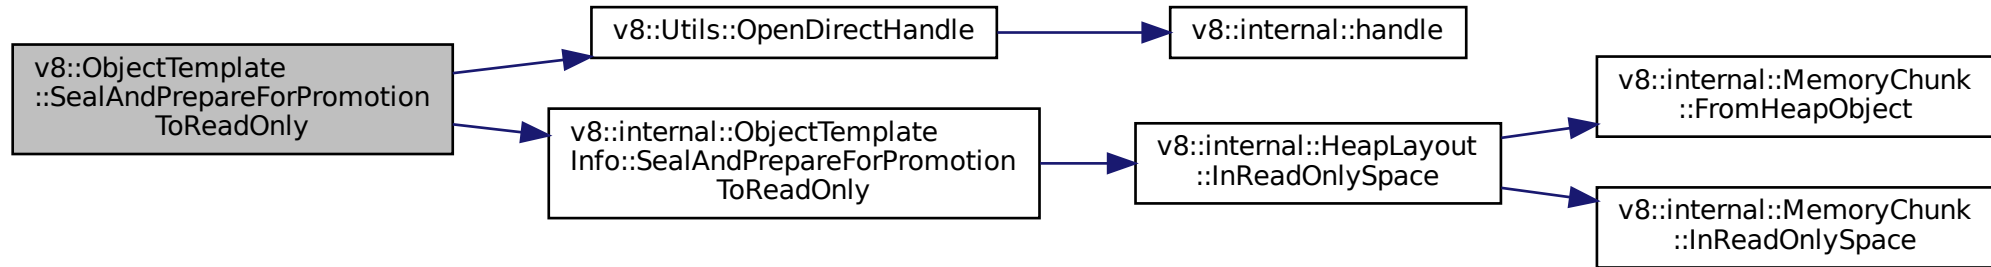 v8::ObjectTemplate
::SealAndPrepareForPromotion
ToReadOnly
v8::Utils::OpenDirectHandle
v8::internal::handle
v8::internal::ObjectTemplate
Info::SealAndPrepareForPromotion
ToReadOnly
v8::internal::HeapLayout
::InReadOnlySpace
v8::internal::MemoryChunk
::FromHeapObject
v8::internal::MemoryChunk
::InReadOnlySpace